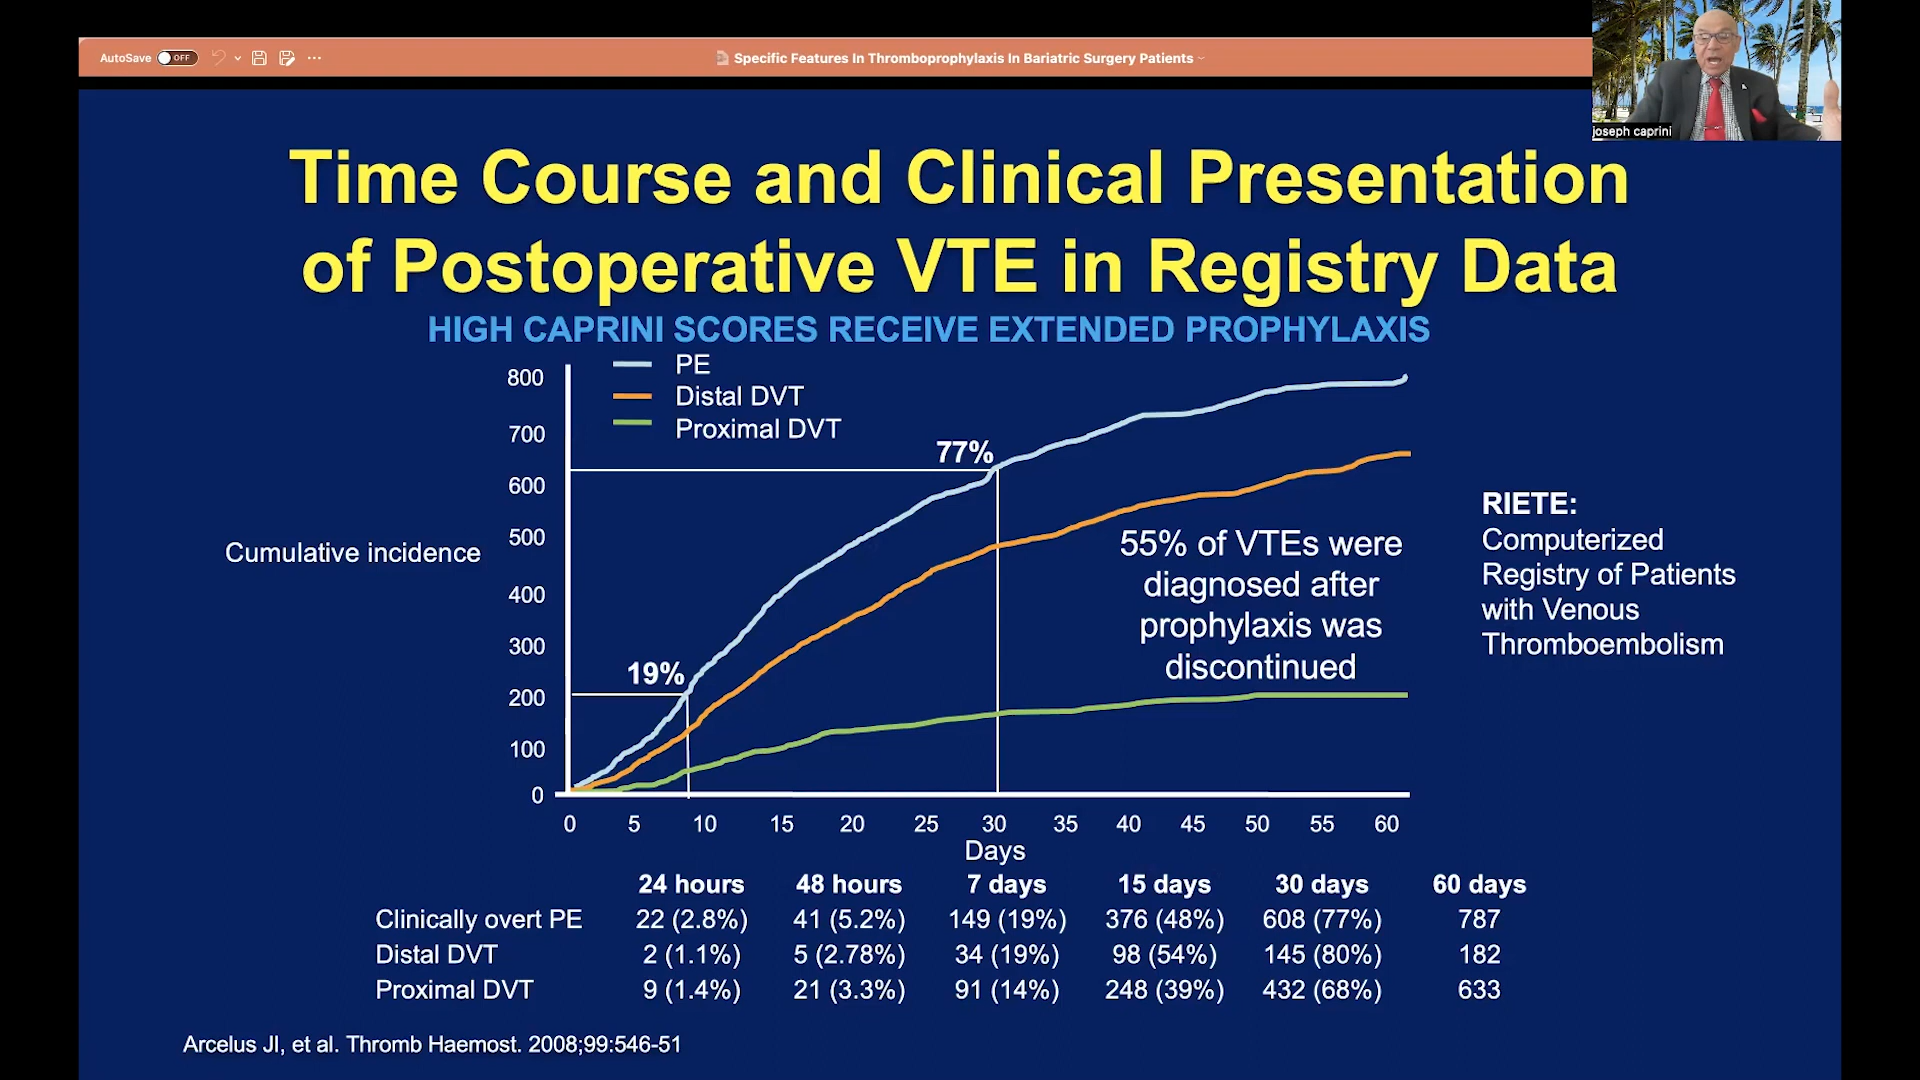 AutoSave OFF
Specific Features In Thromboprophylaxis In Bariatric Surgery Patients
joseph caprini
Time Course and Clinical Presentation
of Postoperative VTE in Registry Data
HIGH CAPRINI SCORES RECEIVE EXTENDED PROPHYLAXIS
PE
Distal DVT
Proximal DVT
800
700
600
500
400
300
200
100
0
Cumulative incidence
77%
19%
55% of VTEs were
diagnosed after
prophylaxis was
discontinued
RIETE:
Computerized
Registry of Patients
with Venous
Thromboembolism
0 5 10 15 20 25 30 35 40 45 50 55 60
Days
24 hours 48 hours 7 days 15 days 30 days 60 days
Clinically overt PE 22 (2.8%) 41 (5.2%) 149 (19%) 376 (48%) 608 (77%) 787
Distal DVT 2 (1.1%) 5 (2.78%) 34 (19%) 98 (54%) 145 (80%) 182
Proximal DVT 9 (1.4%) 21 (3.3%) 91 (14%) 248 (39%) 432 (68%) 633
Arcelus JI, et al. Thromb Haemost. 2008;99:546-51